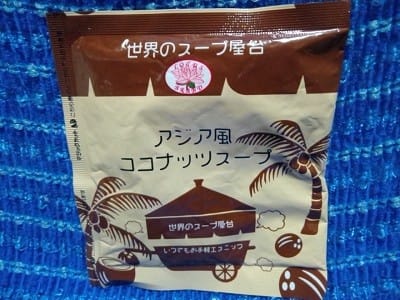 世界のスープ屋台
アジア風
ココナッツスープ
世界のスープ屋台
いつでもお手軽エスニック